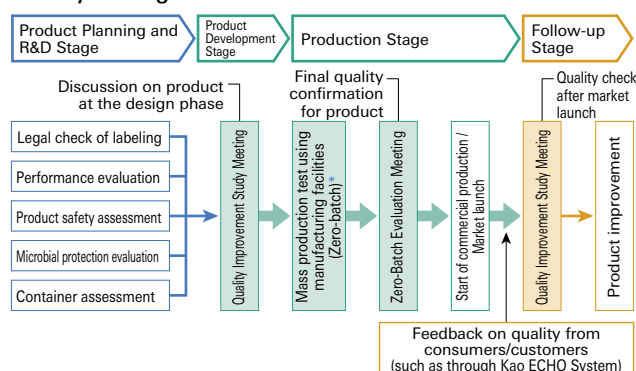 Product Planning and
R&D Stage
Product
Development
Stage
Production Stage
Follow-up
Stage
Discussion on product
at the design phase
Final quality
confirmation
for product
Quality check
after market
launch
Legal check of labeling
Performance evaluation
Product safety assessment
Microbial protection evaluation
Container assessment
Quality Improvement Study Meeting
Mass production test using
manufacturing facilities
(Zero-batch)*
Zero-Batch Evaluation Meeting
Start of commercial production /
Market launch
Quality Improvement Study Meeting
Product improvement
Feedback on quality from
consumers/customers
(such as through Kao ECHO System)